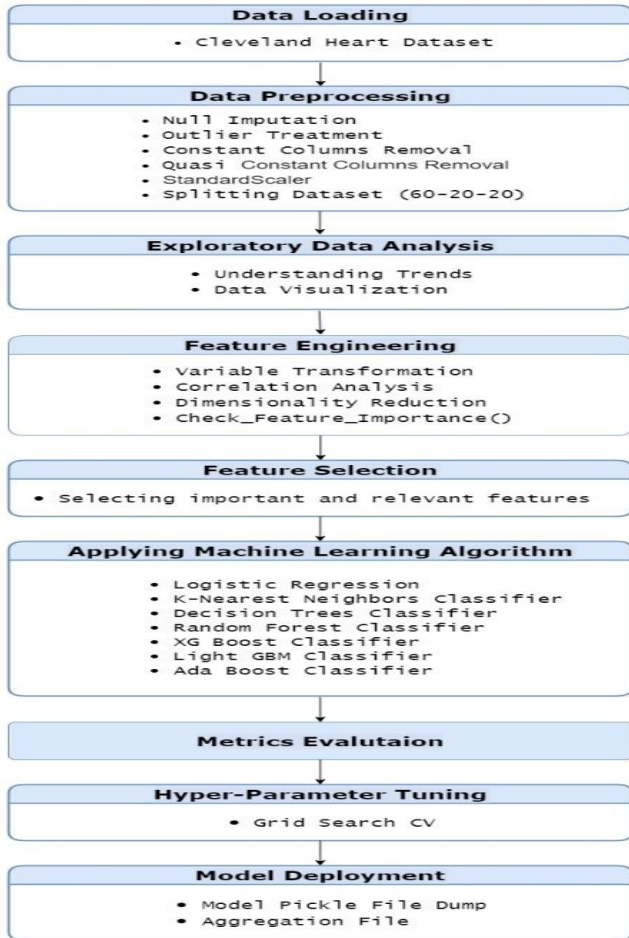 Data Loading
• Cleveland Heart Dataset
Data Preprocessing
• Null Imputation
• Outlier Treatment
• Constant Columns Removal
• Quasi Constant Columns Removal
• StandardScaler
• Splitting Dataset (60-20-20)
Exploratory Data Analysis
• Understanding Trends
• Data Visualization
Feature Engineering
• Variable Transformation
• Correlation Analysis
• Dimensionality Reduction
• Check_Feature_Importance()
Feature Selection
• Selecting important and relevant features
Applying Machine Learning Algorithm
• Logistic Regression
• K-Nearest Neighbors Classifier
• Decision Trees Classifier
• Random Forest Classifier
• XG Boost Classifier
• Light GBM Classifier
• Ada Boost Classifier
Metrics Evalutaion
Hyper-Parameter Tuning
• Grid Search CV
Model Deployment
• Model Pickle File Dump
• Aggregation File